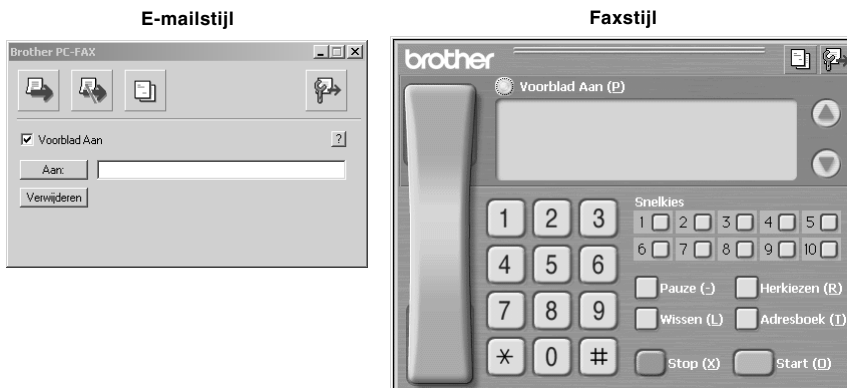 E-mailstijl
Faxstijl
Brother PC-FAX
Voorblad Aan
?
Aan:
Verwijderen
brother
Voorblad Aan (P)
1 2 3
4 5 6
7 8 9
* 0 #
Snelkies
1 2 3 4 5
6 7 8 9 10
Pauze (-) Herkiezen (R)
Wissen (L) Adresboek (T)
Stop (X) Start (O)